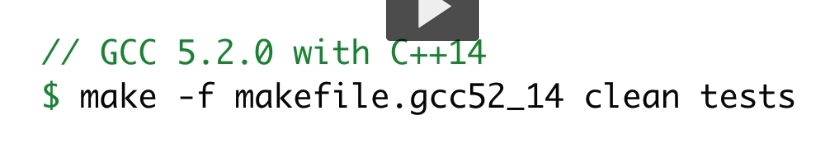 // GCC 5.2.0 with C++14
$ make -f makefile.gcc52_14 clean tests